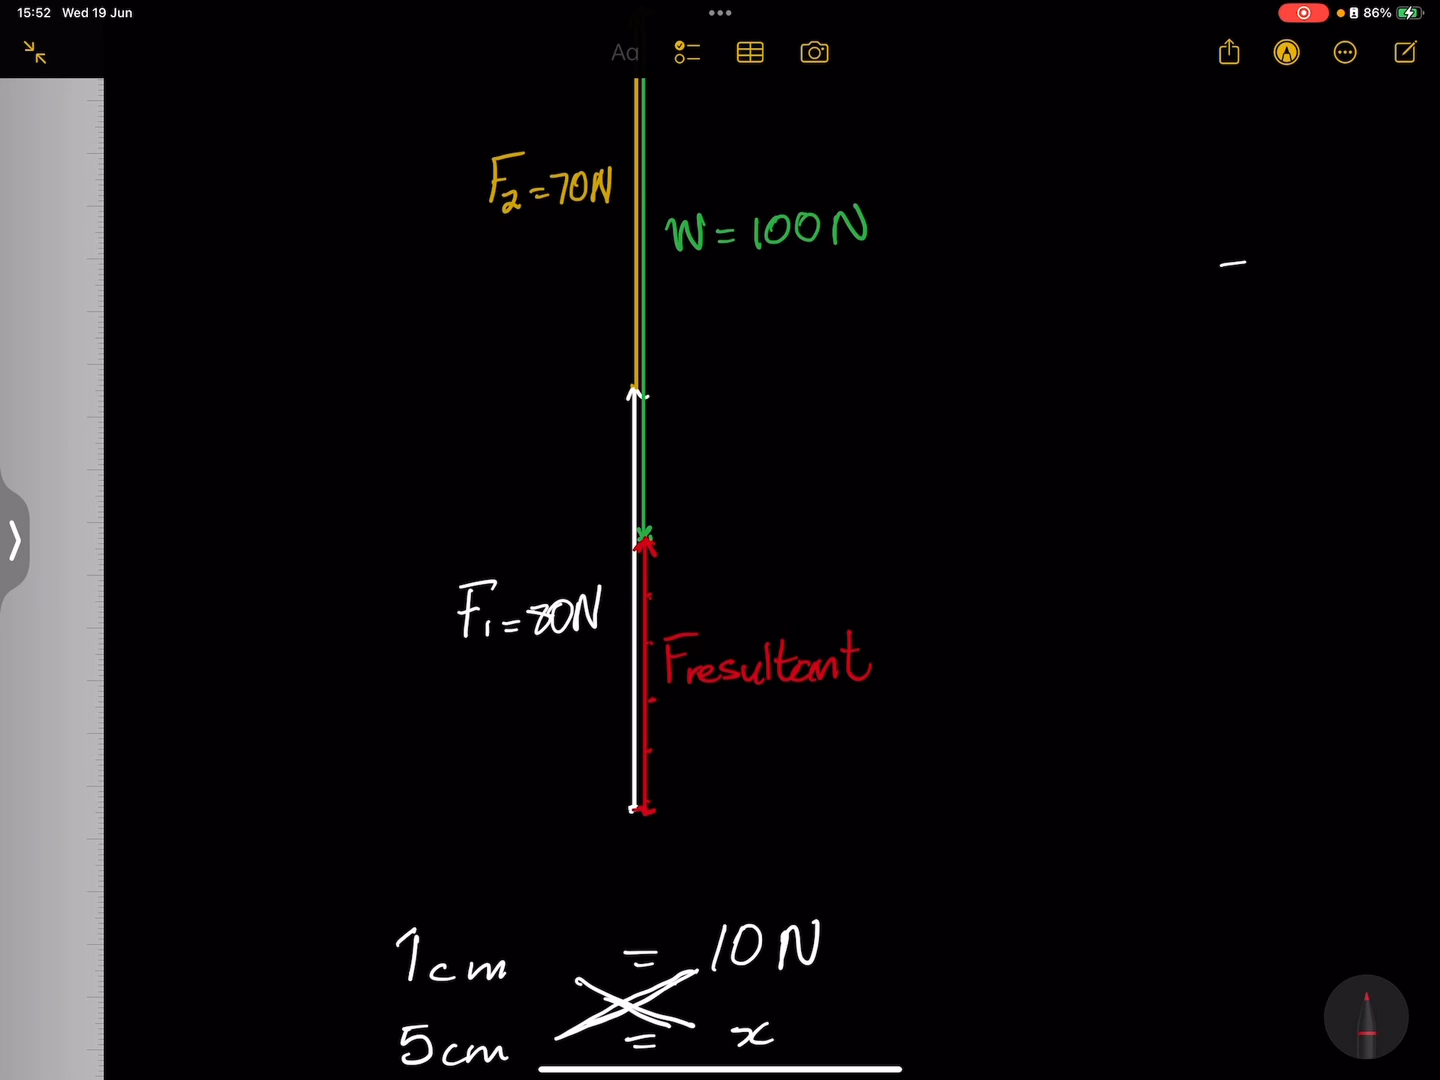 15:52 Wed 19 Jun
86%
Aa
F₂=70N
W=100N
F₁=80N
Fresultant
1cm = 10N
5cm = x